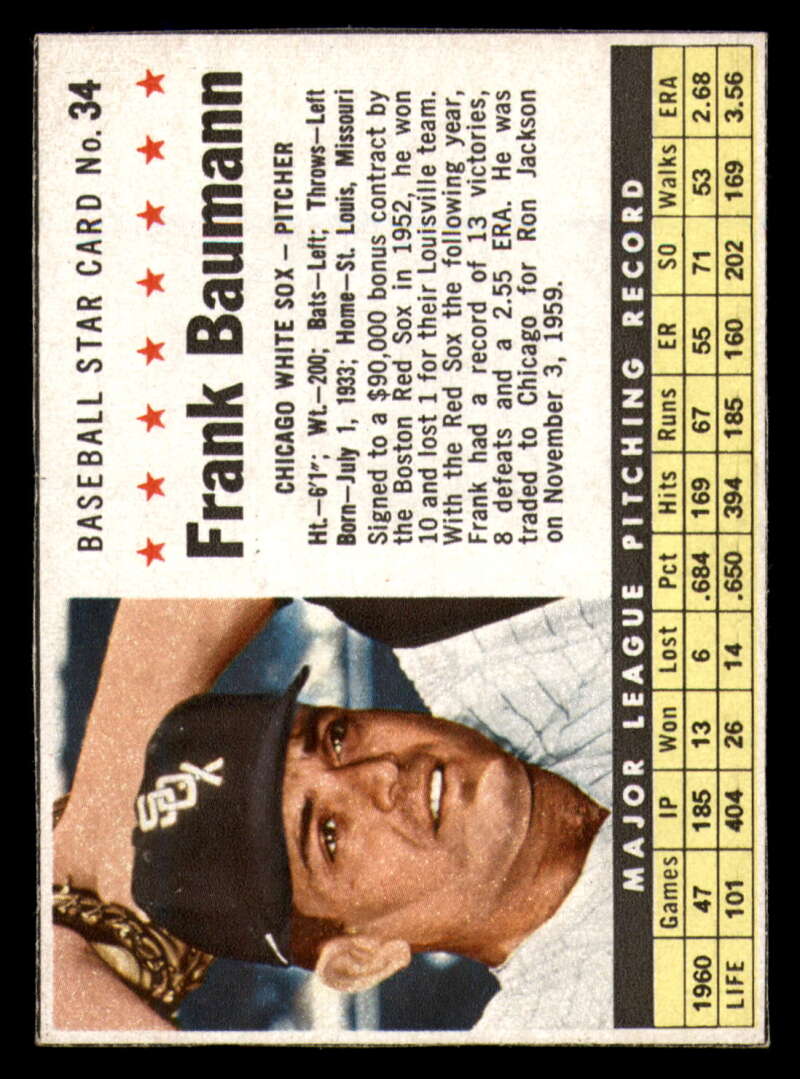 BASEBALL STAR CARD No. 34
Frank Baumann
CHICAGO WHITE SOX – PITCHER
Ht.–6'1"; Wt.–200; Bats–Left; Throws–Left
Born–July 1, 1933; Home–St. Louis, Missouri
Signed to a $90,000 bonus contract by
the Boston Red Sox in 1952, he won
10 and lost 1 for their Louisville team.
With the Red Sox the following year,
Frank had a record of 13 victories,
8 defeats and a 2.55 ERA. He was
traded to Chicago for Ron Jackson
on November 3, 1959.
SOX
MAJOR LEAGUE PITCHING RECORD
Games IP Won Lost Pct Hits Runs ER SO Walks ERA
1960 47 185 13 6 .684 169 67 55 71 53 2.68
LIFE 101 404 26 14 .650 394 185 160 202 169 3.56